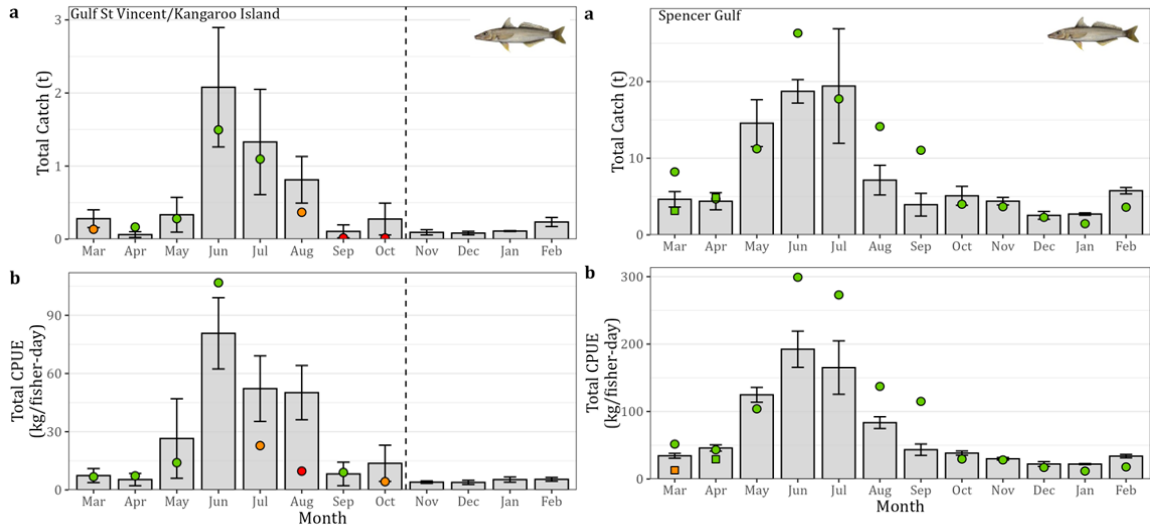 a
Gulf St Vincent/Kangaroo Island
Total Catch (t)
3
2
1
0
Mar Apr May Jun Jul Aug Sep Oct Nov Dec Jan Feb
b
Total CPUE
(kg/fisher-day)
90
60
30
0
Mar Apr May Jun Jul Aug Sep Oct Nov Dec Jan Feb
Month
a
Spencer Gulf
Total Catch (t)
20
10
0
Mar Apr May Jun Jul Aug Sep Oct Nov Dec Jan Feb
b
Total CPUE
(kg/fisher-day)
300
200
100
0
Mar Apr May Jun Jul Aug Sep Oct Nov Dec Jan Feb
Month